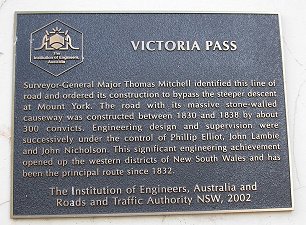 The
Institution of Engineers,
Australia
VICTORIA PASS
Surveyor-General Major Thomas Mitchell identified this line of
road and ordered its construction to bypass the steeper descent
at Mount York. The road with its massive stone-walled
causeway was constructed between 1830 and 1838 by about
300 convicts. Engineering design and supervision were
successively under the control of Phillip Elliot, John Lambie
and John Nicholson. This significant engineering achievement
opened up the western districts of New South Wales and has
been the principal route since 1832.
The Institution of Engineers, Australia and
Roads and Traffic Authority NSW, 2002